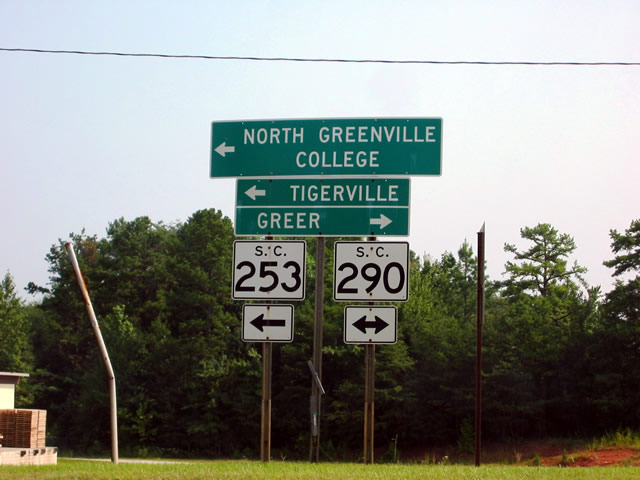 NORTH GREENVILLE
COLLEGE
TIGERVILLE
GREER
S.C.
253
S.C.
290